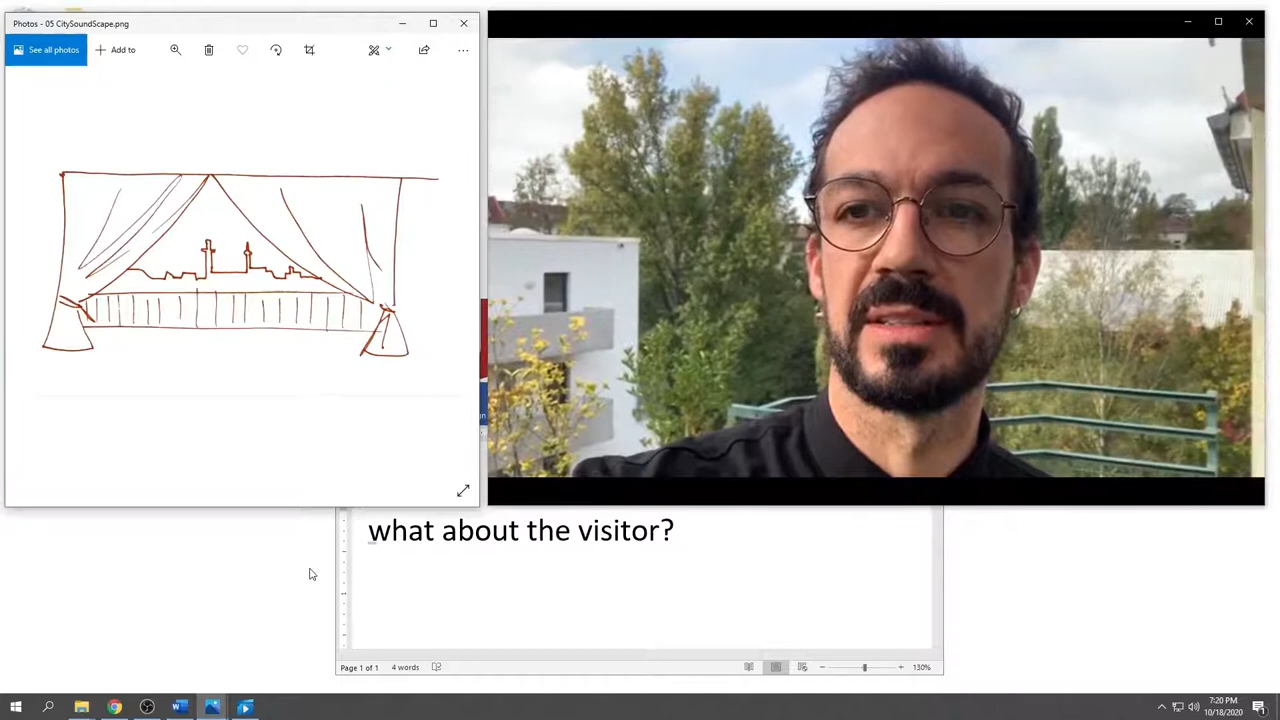 Photos - 05 CitySoundScape.png
See all photos
Add to
what about the visitor?
Page 1 of 1
4 words
130%
7:20 PM
10/18/2020
1